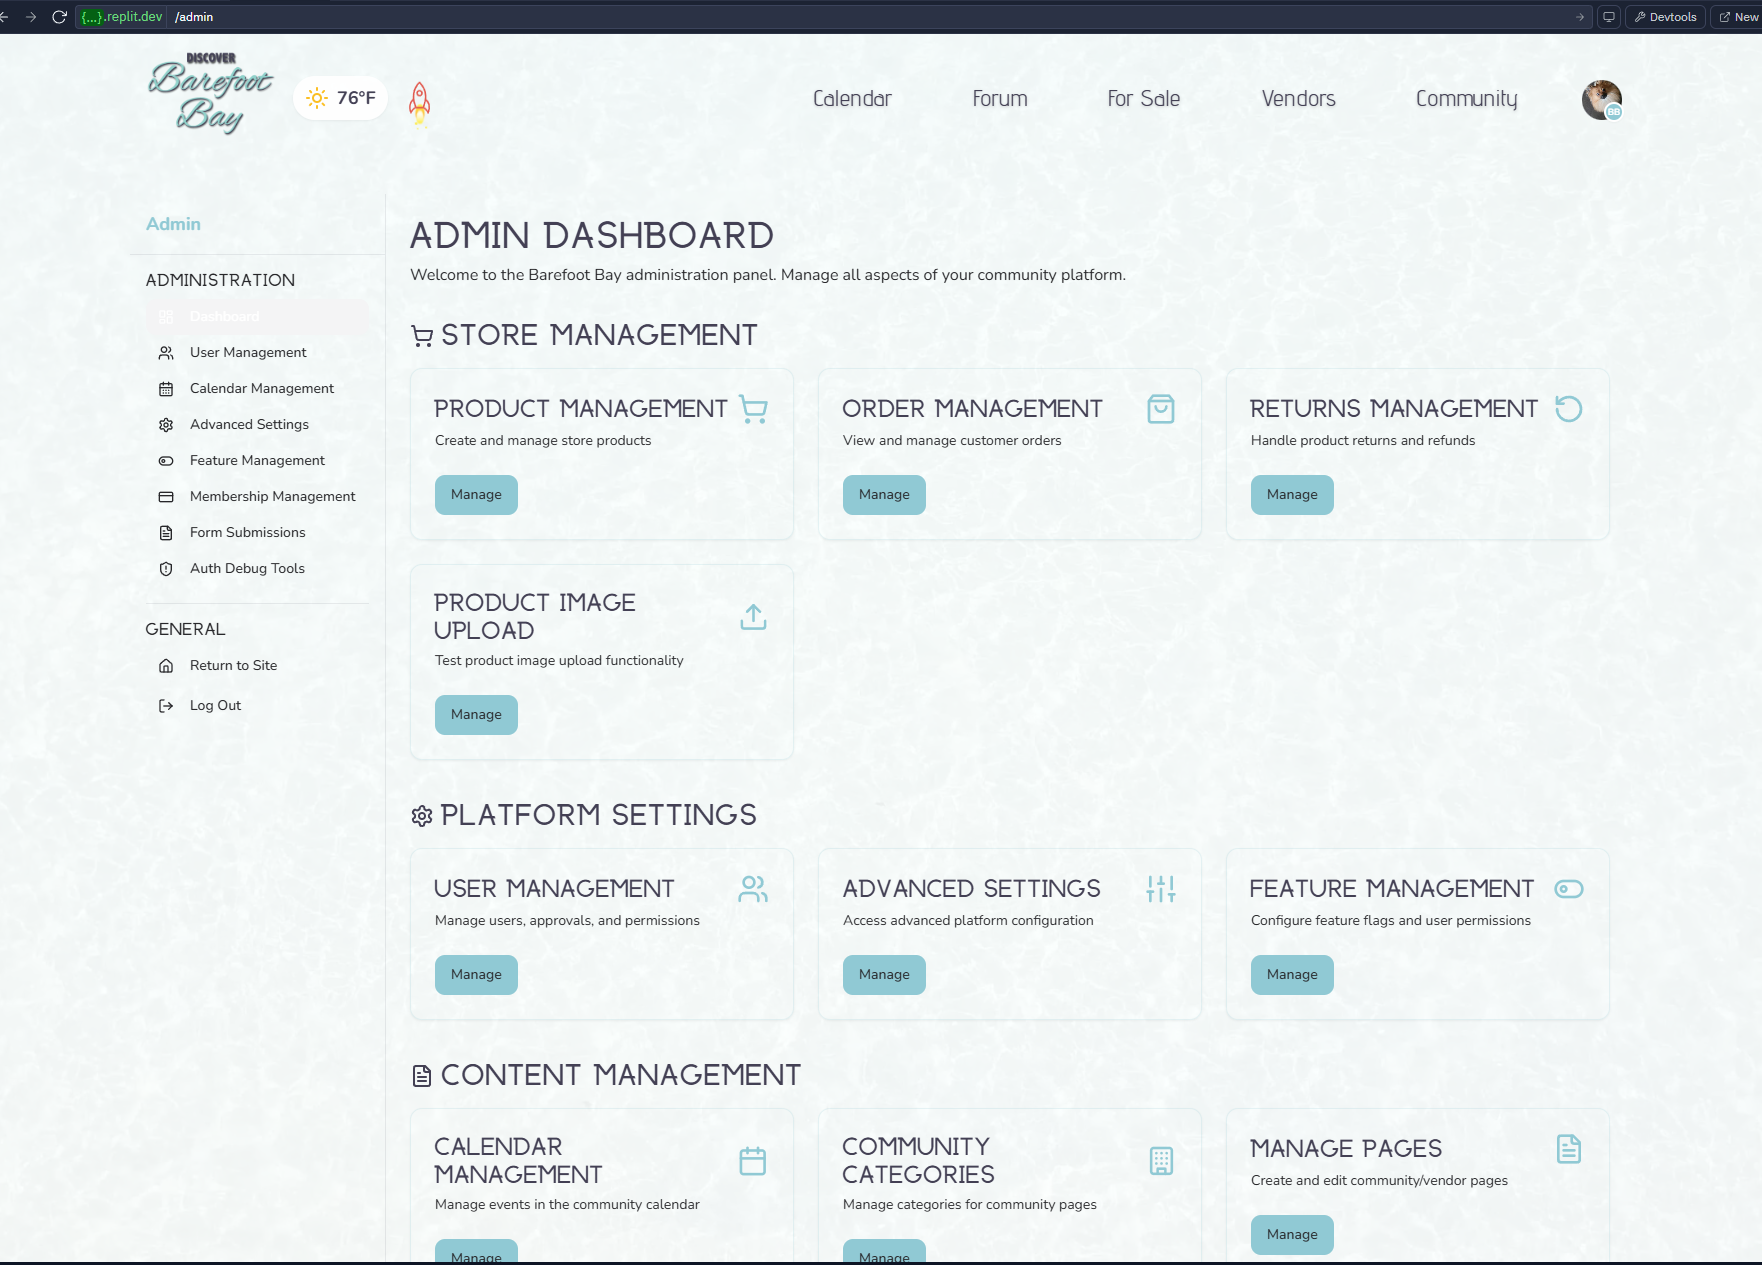 {...}.replit.dev /admin
Devtools
New
DISCOVER
Barefoot
Bay
76°F
Calendar
Forum
For Sale
Vendors
Community
BB
Admin
ADMINISTRATION
Dashboard
User Management
Calendar Management
Advanced Settings
Feature Management
Membership Management
Form Submissions
Auth Debug Tools
GENERAL
Return to Site
Log Out
ADMIN DASHBOARD
Welcome to the Barefoot Bay administration panel. Manage all aspects of your community platform.
STORE MANAGEMENT
PRODUCT MANAGEMENT
Create and manage store products
Manage
ORDER MANAGEMENT
View and manage customer orders
Manage
RETURNS MANAGEMENT
Handle product returns and refunds
Manage
PRODUCT IMAGE
UPLOAD
Test product image upload functionality
Manage
PLATFORM SETTINGS
USER MANAGEMENT
Manage users, approvals, and permissions
Manage
ADVANCED SETTINGS
Access advanced platform configuration
Manage
FEATURE MANAGEMENT
Configure feature flags and user permissions
Manage
CONTENT MANAGEMENT
CALENDAR
MANAGEMENT
Manage events in the community calendar
Manage
COMMUNITY
CATEGORIES
Manage categories for community pages
Manage
MANAGE PAGES
Create and edit community/vendor pages
Manage